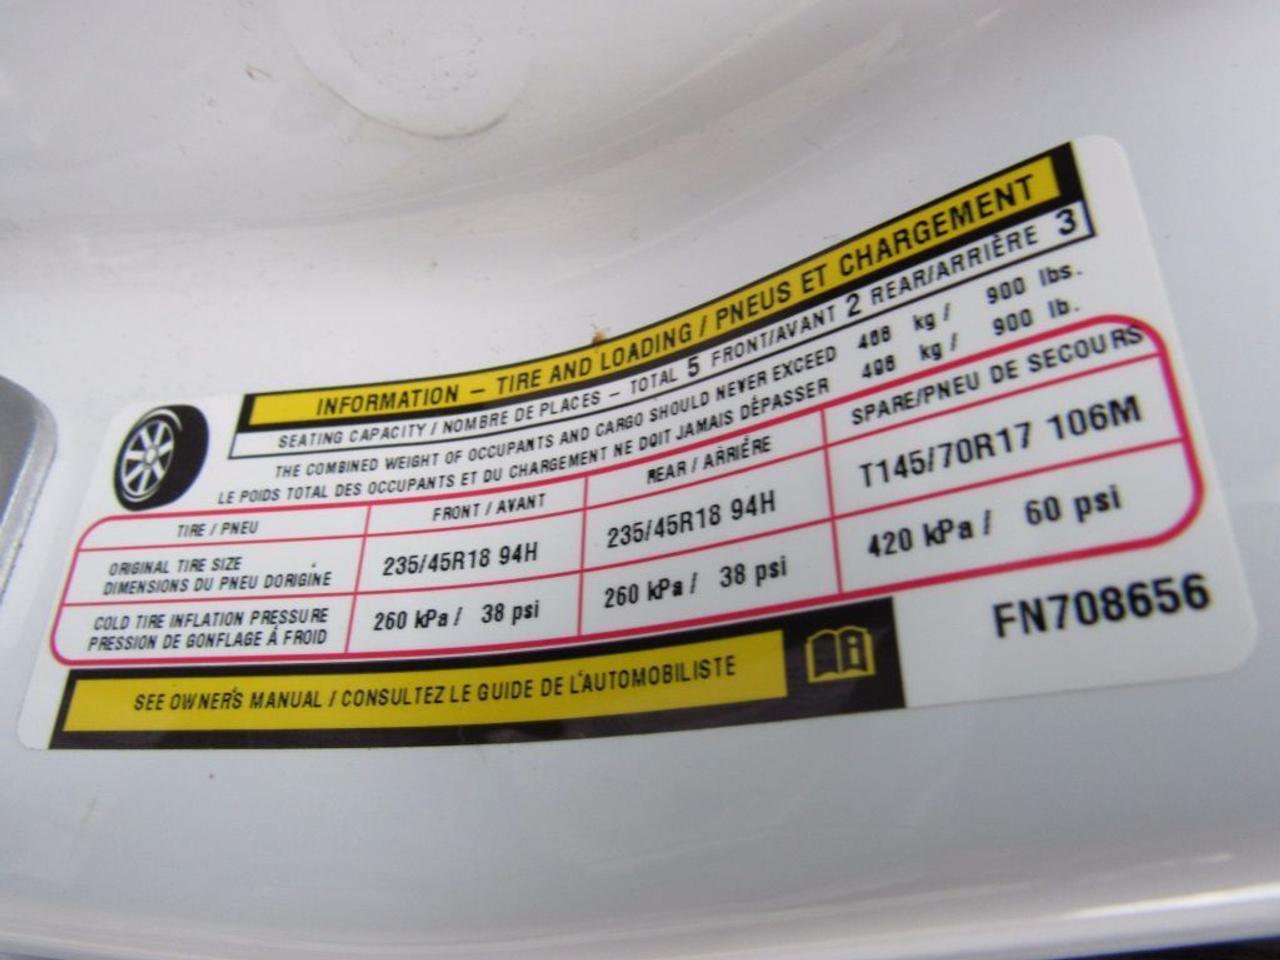 INFORMATION – TIRE AND LOADING / PNEUS ET CHARGEMENT
SEATING CAPACITY / NOMBRE DE PLACES – TOTAL 5 FRONT/AVANT 2 REAR/ARRIÈRE 3
THE COMBINED WEIGHT OF OCCUPANTS AND CARGO SHOULD NEVER EXCEED 408 kg / 900 lbs.
LE POIDS TOTAL DES OCCUPANTS ET DU CHARGEMENT NE DOIT JAMAIS DÉPASSER 408 kg / 900 lb.
TIRE / PNEU FRONT / AVANT REAR / ARRIÉRE SPARE/PNEU DE SECOURS
ORIGINAL TIRE SIZE
DIMENSIONS DU PNEU D'ORIGINE 235/45R18 94H 235/45R18 94H T145/70R17 106M
COLD TIRE INFLATION PRESSURE
PRESSION DE GONFLAGE À FROID 260 kPa / 38 psi 260 kPa / 38 psi 420 kPa / 60 psi
SEE OWNER'S MANUAL / CONSULTEZ LE GUIDE DE L'AUTOMOBILISTE
FN708656